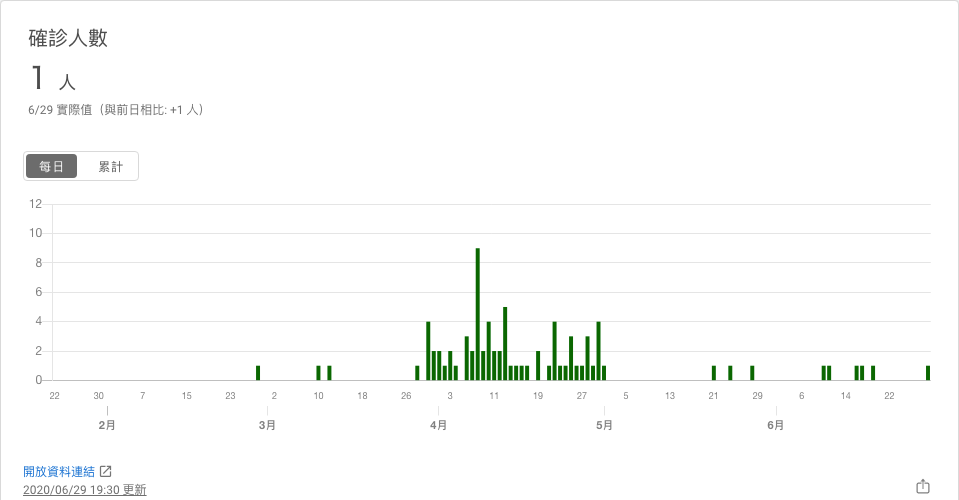 確診人數
1 人
6/29 實際值（與前日相比: +1 人）
每日 累計
12
10
8
6
4
2
0
22 30 7 15 23 2 10 18 26 3 11 19 27 5 13 21 29 6 14 22
2月 3月 4月 5月 6月
開放資料連結
2020/06/29 19:30 更新